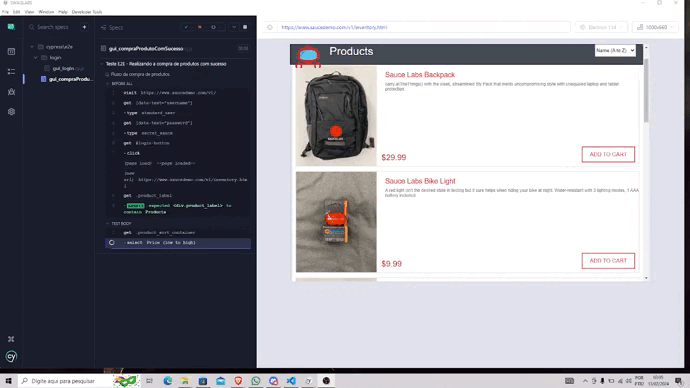 SAUCELABS
File Edit View Window Help Developer Tools
Search specs
cypress\e2e
login
gui_login.cy.js
gui_compraProdu...
Specs
gui_compraProdutoComSucesso
Teste E2E - Realizando a compra de produtos com sucesso
Fluxo da compra de produtos
BEFORE ALL
visit https://www.saucedemo.com/v1/
get [data-test="username"]
-type standard_user
get [data-test="password"]
-type secret_sauce
get #login-button
-click
(page load) --page loaded--
(new url) https://www.saucedemo.com/v1/inventory.html
get .product_label
-assert expected <div.product_label> to contain Products
TEST BODY
get .product_sort_container
-select Price (low to high)
https://www.saucedemo.com/v1/inventory.html
1000x660
Products
Name (A to Z)
Sauce Labs Backpack
carry.allTheThings() with the sleek, streamlined Sly Pack that melds uncompromising style with unequaled laptop and tablet protection.
$29.99
ADD TO CART
Sauce Labs Bike Light
A red light isn't the desired state in testing but it sure helps when riding your bike at night. Water-resistant with 3 lighting modes, 1 AAA battery included.
$9.99
ADD TO CART
cy
Digite aqui para pesquisar
POR